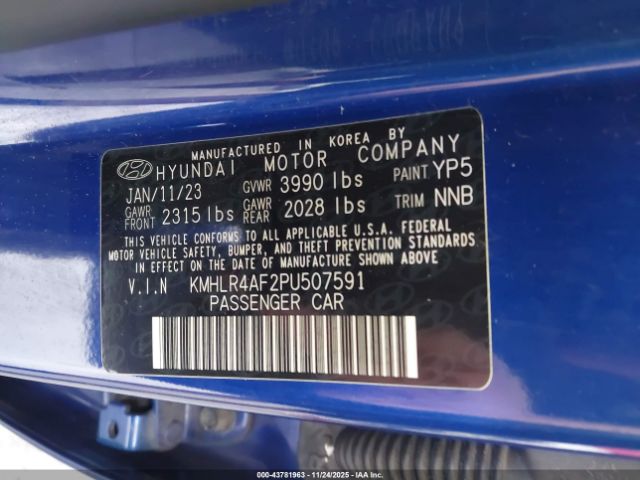 MANUFACTURED IN KOREA BY
HYUNDAI MOTOR COMPANY
JAN/11/23 GVWR 3990 lbs PAINT YP5
GAWR FRONT 2315 lbs GAWR REAR 2028 lbs TRIM NNB
THIS VEHICLE CONFORMS TO ALL APPLICABLE U.S.A. FEDERAL
MOTOR VEHICLE SAFETY, BUMPER, AND THEFT PREVENTION STANDARDS
IN EFFECT ON THE DATE OF MANUFACTURE SHOWN ABOVE.
V.I.N KMHLR4AF2PU507591
PASSENGER CAR
000-43781963 - 11/24/2025 - IAAI.COM